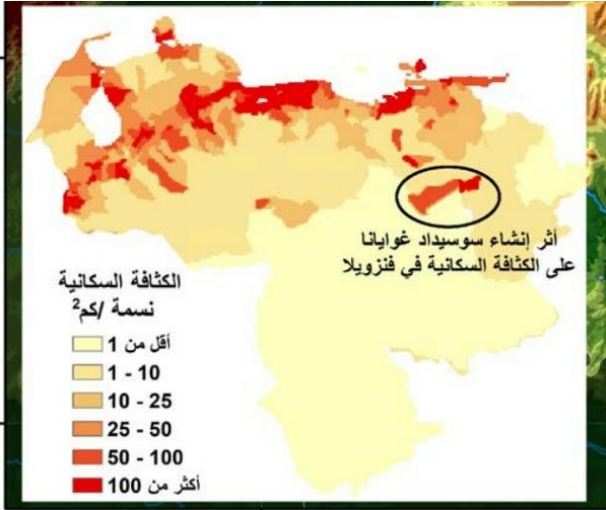 أثر إنشاء سوسيداد غوايانا
على الكثافة السكانية في فنزويلا
الكثافة السكانية
نسمة /كم²
أقل من 1
1 - 10
10 - 25
25 - 50
50 - 100
أكثر من 100